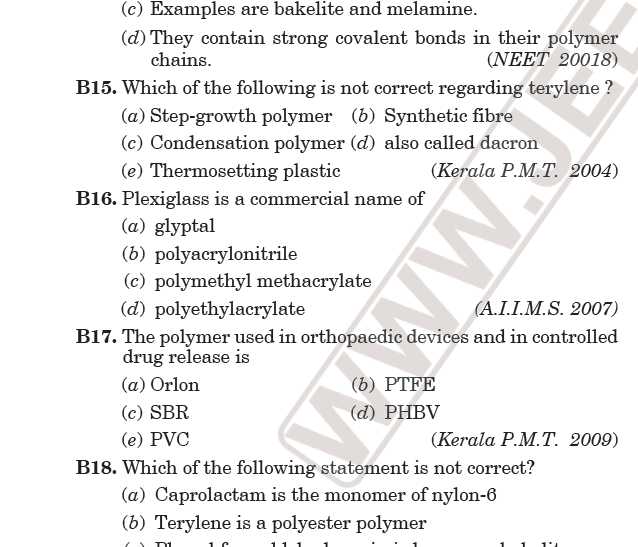 (c) Examples are bakelite and melamine.
(d) They contain strong covalent bonds in their polymer
chains. (NEET 20018)
B15. Which of the following is not correct regarding terylene ?
(a) Step-growth polymer (b) Synthetic fibre
(c) Condensation polymer (d) also called dacron
(e) Thermosetting plastic (Kerala P.M.T. 2004)
B16. Plexiglass is a commercial name of
(a) glyptal
(b) polyacrylonitrile
(c) polymethyl methacrylate
(d) polyethylacrylate (A.I.I.M.S. 2007)
B17. The polymer used in orthopaedic devices and in controlled
drug release is
(a) Orlon (b) PTFE
(c) SBR (d) PHBV
(e) PVC (Kerala P.M.T. 2009)
B18. Which of the following statement is not correct?
(a) Caprolactam is the monomer of nylon-6
(b) Terylene is a polyester polymer
WWW.JEE